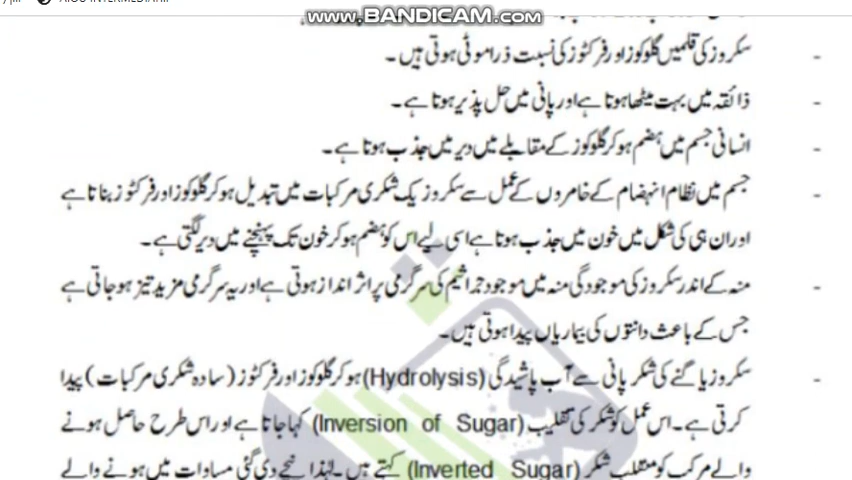 WWW.BANDICAM.COM
- سکروز کی قلمیں گلوکوز اور فرکٹوز کی نسبت ذرا موٹی ہوتی ہیں۔
- ذائقہ میں بہت میٹھا ہوتا ہے اور پانی میں حل پذیر ہوتا ہے۔
- انسانی جسم میں ہضم ہو کر گلوکوز کے مقابلے میں دیر میں جذب ہوتا ہے۔
- جسم میں نظام انہضام کے خامروں کے عمل سے سکروز یک شکری مرکبات میں تبدیل ہو کر گلوکوز اور فرکٹوز بناتا ہے
اور ان ہی کی شکل میں خون میں جذب ہوتا ہے اسی لیے اس کو ہضم ہو کر خون تک پہنچنے میں دیر لگتی ہے۔
- منہ کے اندر سکروز کی موجودگی منہ میں موجود جراثیم کی سرگرمی پر اثر انداز ہوتی ہے اور یہ سرگرمی مزید تیز ہو جاتی ہے
جس کے باعث دانتوں کی بیماریاں پیدا ہوتی ہیں۔
- سکروز یا گنے کی شکر پانی سے آب پاشیدگی (Hydrolysis) ہو کر گلوکوز اور فرکٹوز (سادہ شکری مرکبات) پیدا
کرتی ہے۔ اس عمل کو شکر کی تقلیب (Inversion of Sugar) کہا جاتا ہے اور اس طرح حاصل ہونے
والے مرکب کو منقلب شکر (Inverted Sugar) کہتے ہیں۔ لہٰذا نیچے دی گئی مساوات میں ہونے والے